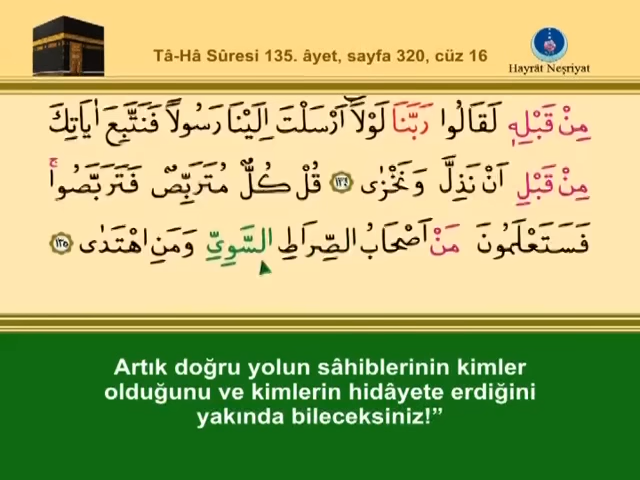 Tâ-Hâ Sûresi 135. âyet, sayfa 320, cüz 16
Hayrât Neşriyat
مِنْ قَبْلِهٖ لَقَالُوا رَبَّنَا لَوْلَٓا اَرْسَلْتَ اِلَيْنَا رَسُولًا فَنَتَّبِعَ اٰيَاتِكَ
مِنْ قَبْلِ اَنْ نَذِلَّ وَنَخْزٰى ﴿١٣٤﴾ قُلْ كُلٌّ مُتَرَبِّصٌ فَتَرَبَّصُواۚ
فَسَتَعْلَمُونَ مَنْ اَصْحَابُ الصِّرَاطِ السَّوِيِّ وَمَنِ اهْتَدٰى ﴿١٣٥﴾
Artık doğru yolun sâhiblerinin kimler
olduğunu ve kimlerin hidâyete erdiğini
yakında bileceksiniz!”